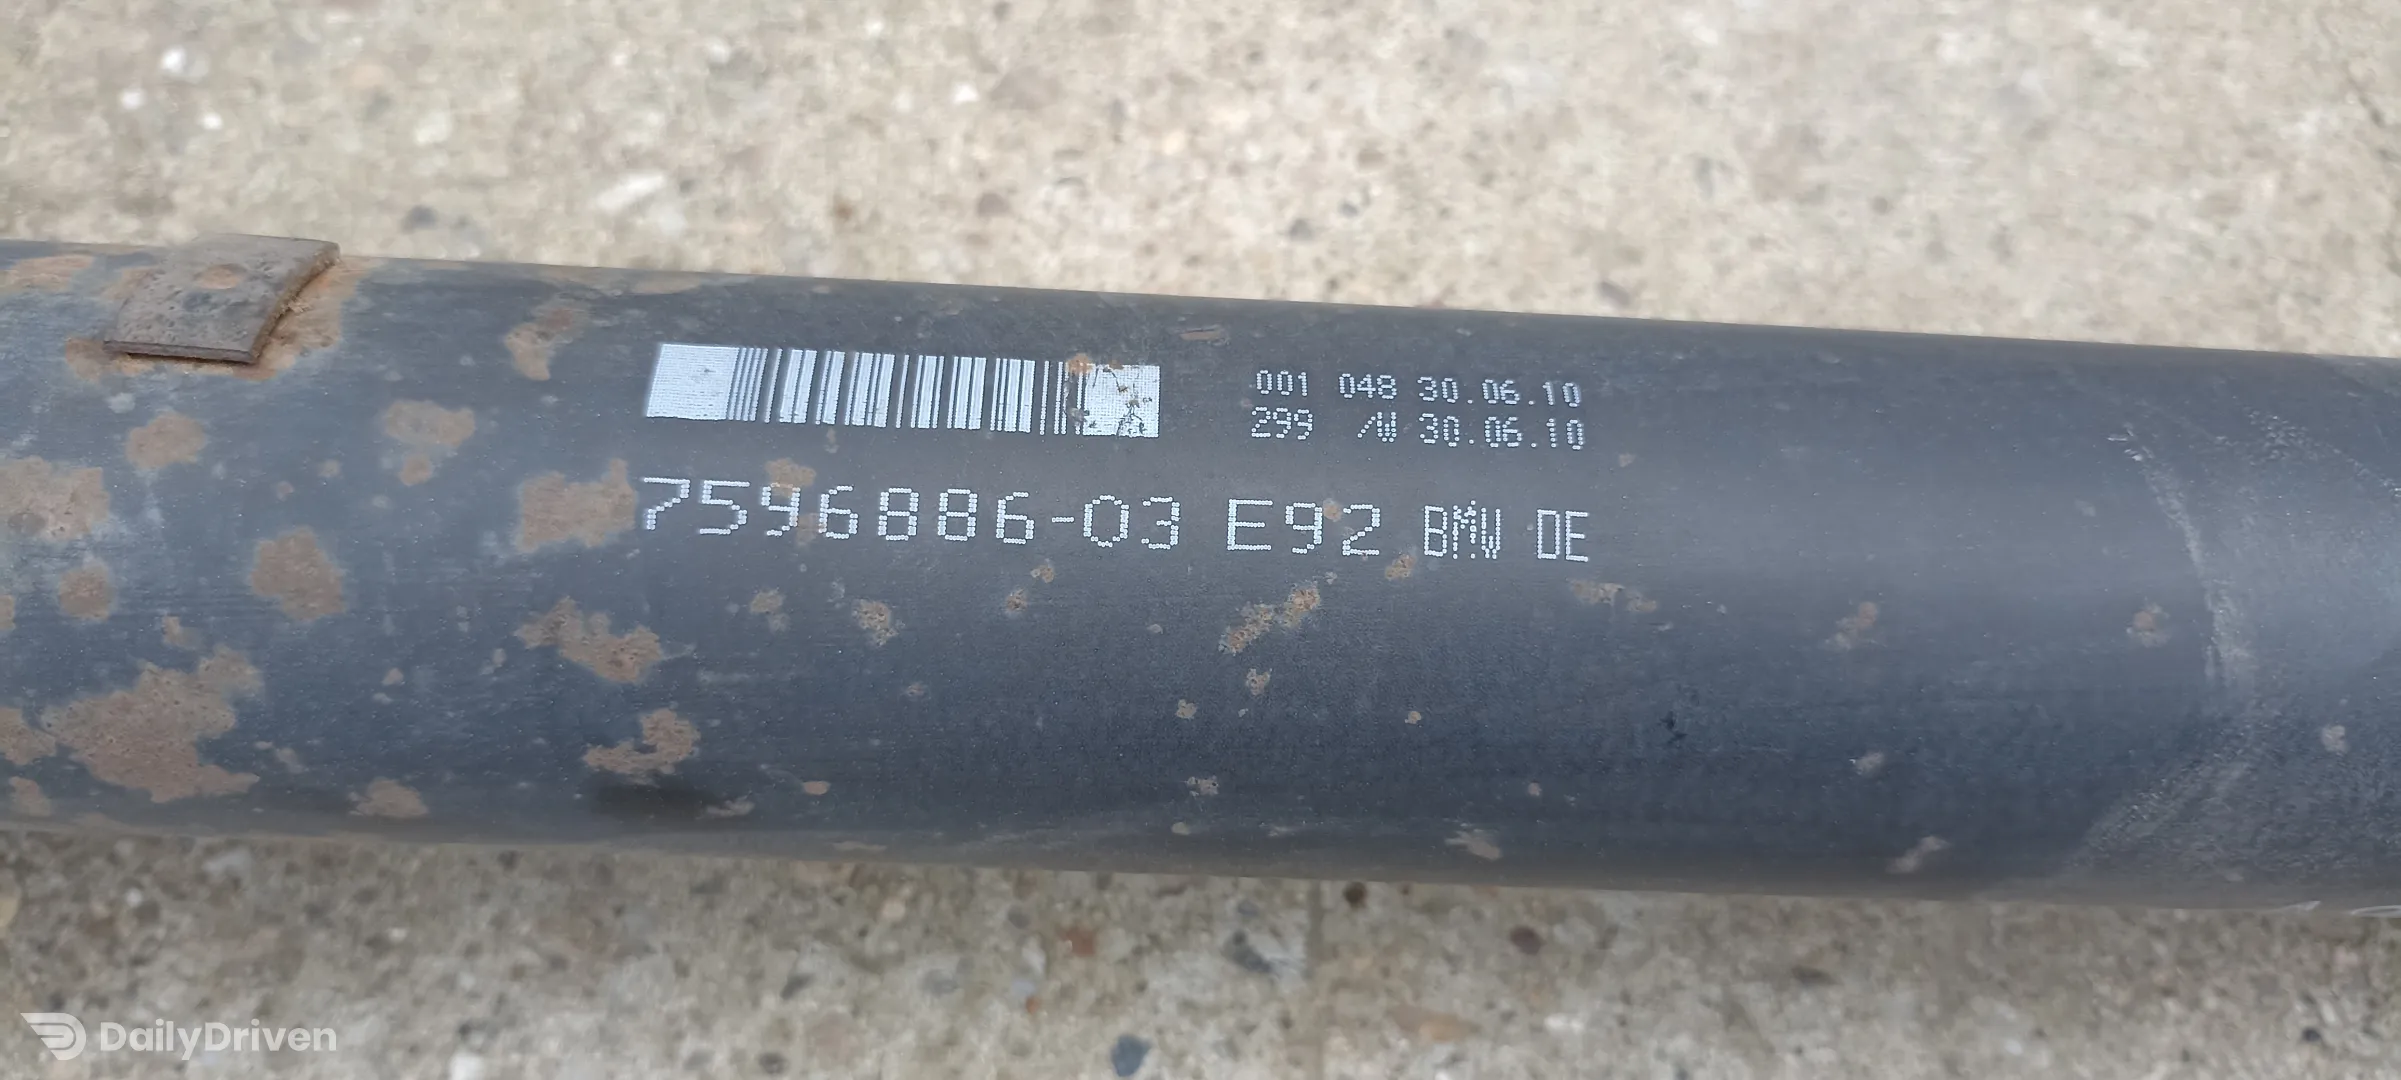 001 048 30.06.10
299 /W 30.06.10
7596886-03 E92 BMW DE
DailyDriven